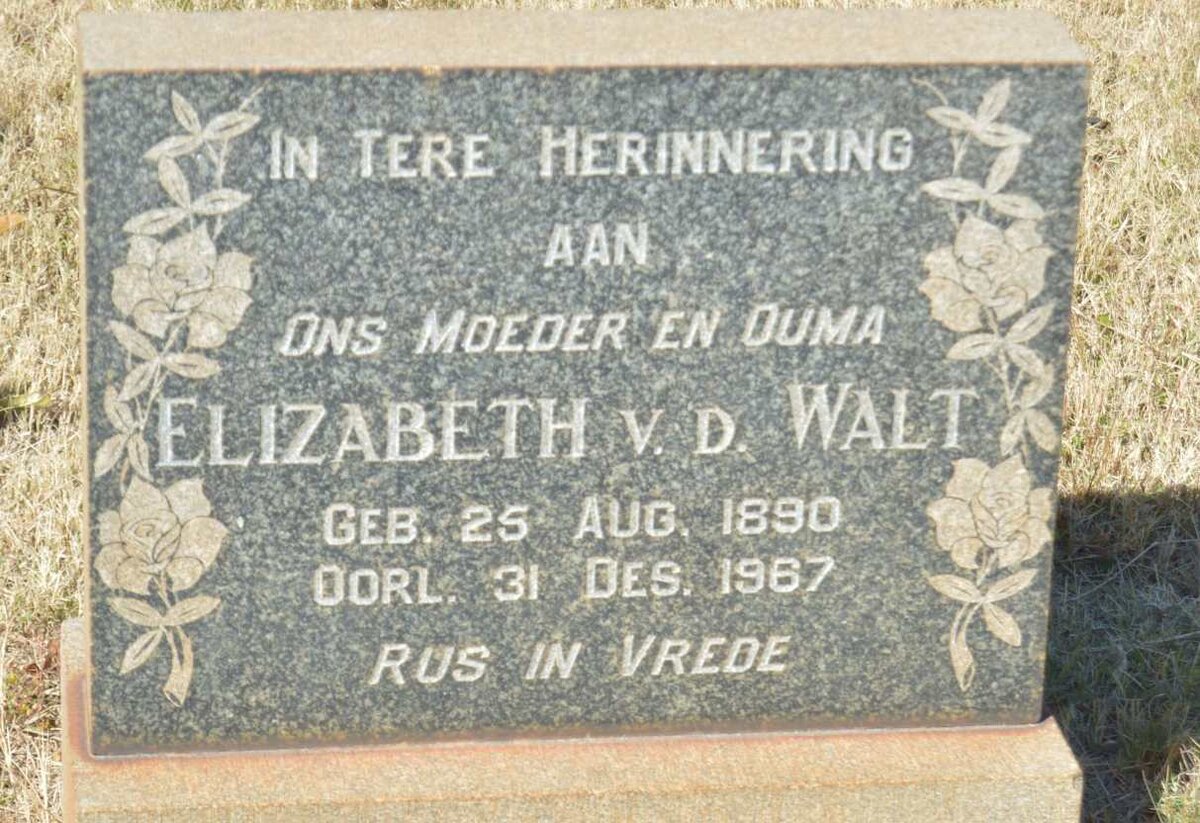 IN TERE HERINNERING
AAN
ONS MOEDER EN OUMA
ELIZABETH V. D. WALT
GEB. 25 AUG. 1890
OORL. 31 DES. 1967
RUS IN VREDE